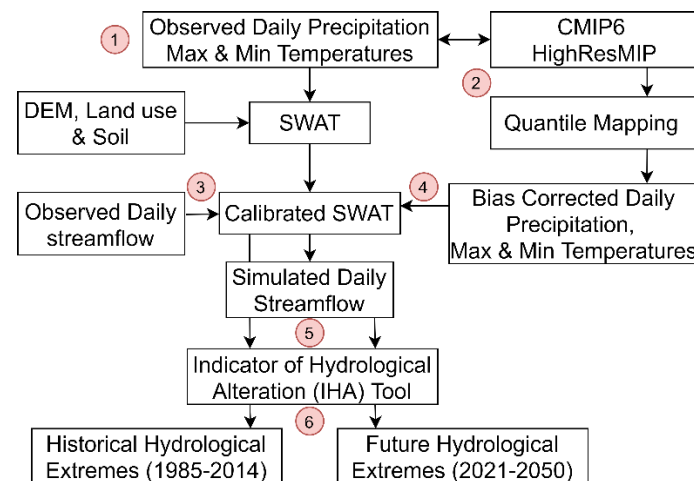 1
Observed Daily Precipitation
Max & Min Temperatures
CMIP6
HighResMIP
2
DEM, Land use
& Soil
SWAT
Quantile Mapping
3
4
Observed Daily
streamflow
Calibrated SWAT
Bias Corrected Daily
Precipitation,
Max & Min Temperatures
Simulated Daily
Streamflow
5
Indicator of Hydrological
Alteration (IHA) Tool
6
Historical Hydrological
Extremes (1985-2014)
Future Hydrological
Extremes (2021-2050)